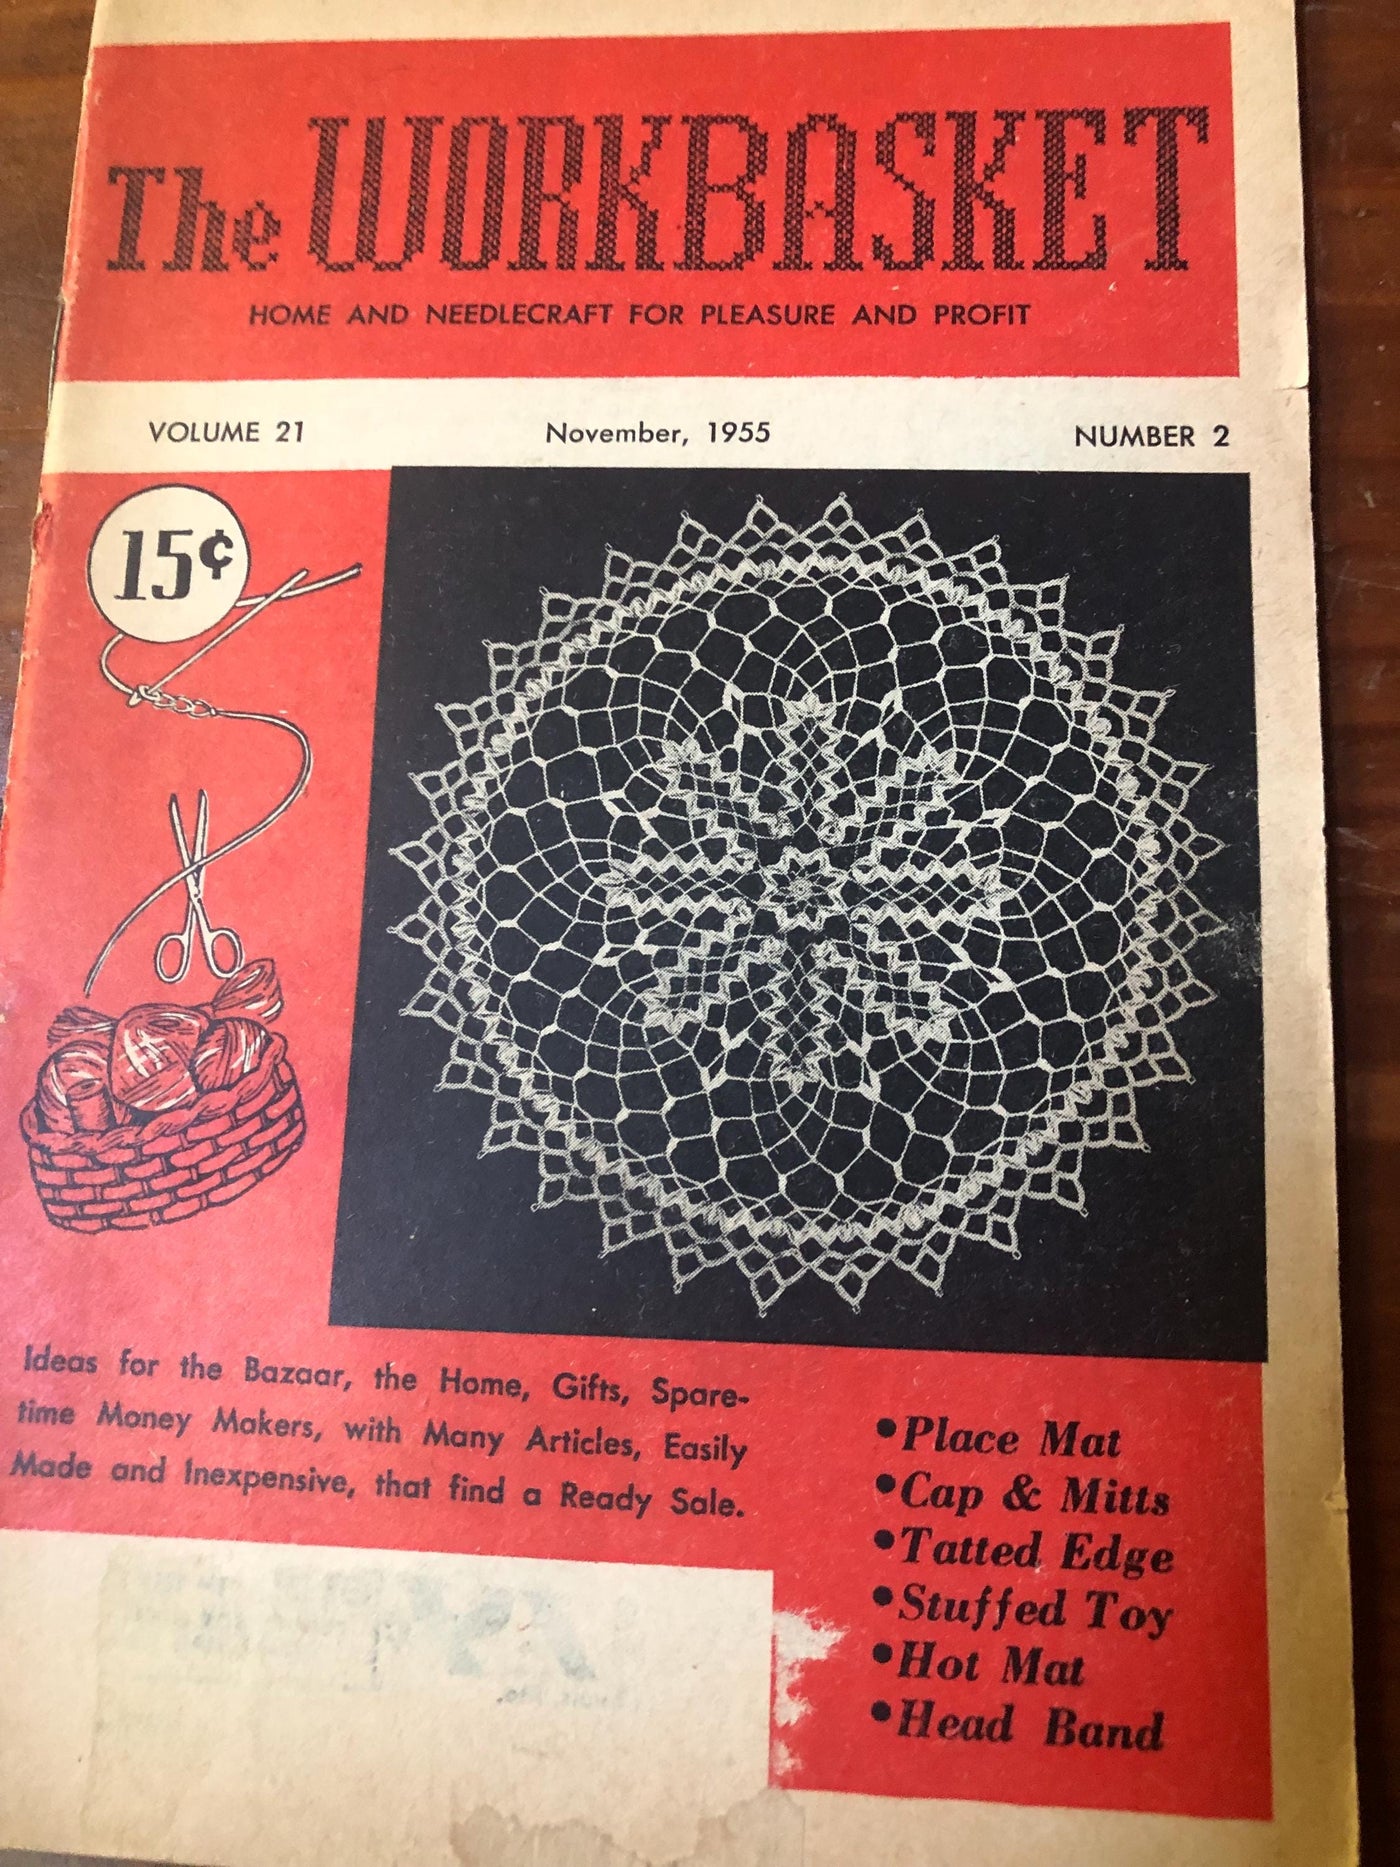 The WORKBASKET
HOME AND NEEDLECRAFT FOR PLEASURE AND PROFIT
VOLUME 21 November, 1955 NUMBER 2
15¢
Ideas for the Bazaar, the Home, Gifts, Spare-
time Money Makers, with Many Articles, Easily
Made and Inexpensive, that find a Ready Sale.
•Place Mat
•Cap & Mitts
•Tatted Edge
•Stuffed Toy
•Hot Mat
•Head Band